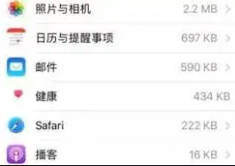 照片与相机 2.2 MB
日历与提醒事项 697 KB
邮件 590 KB
健康 434 KB
Safari 222 KB
播客 16 KB